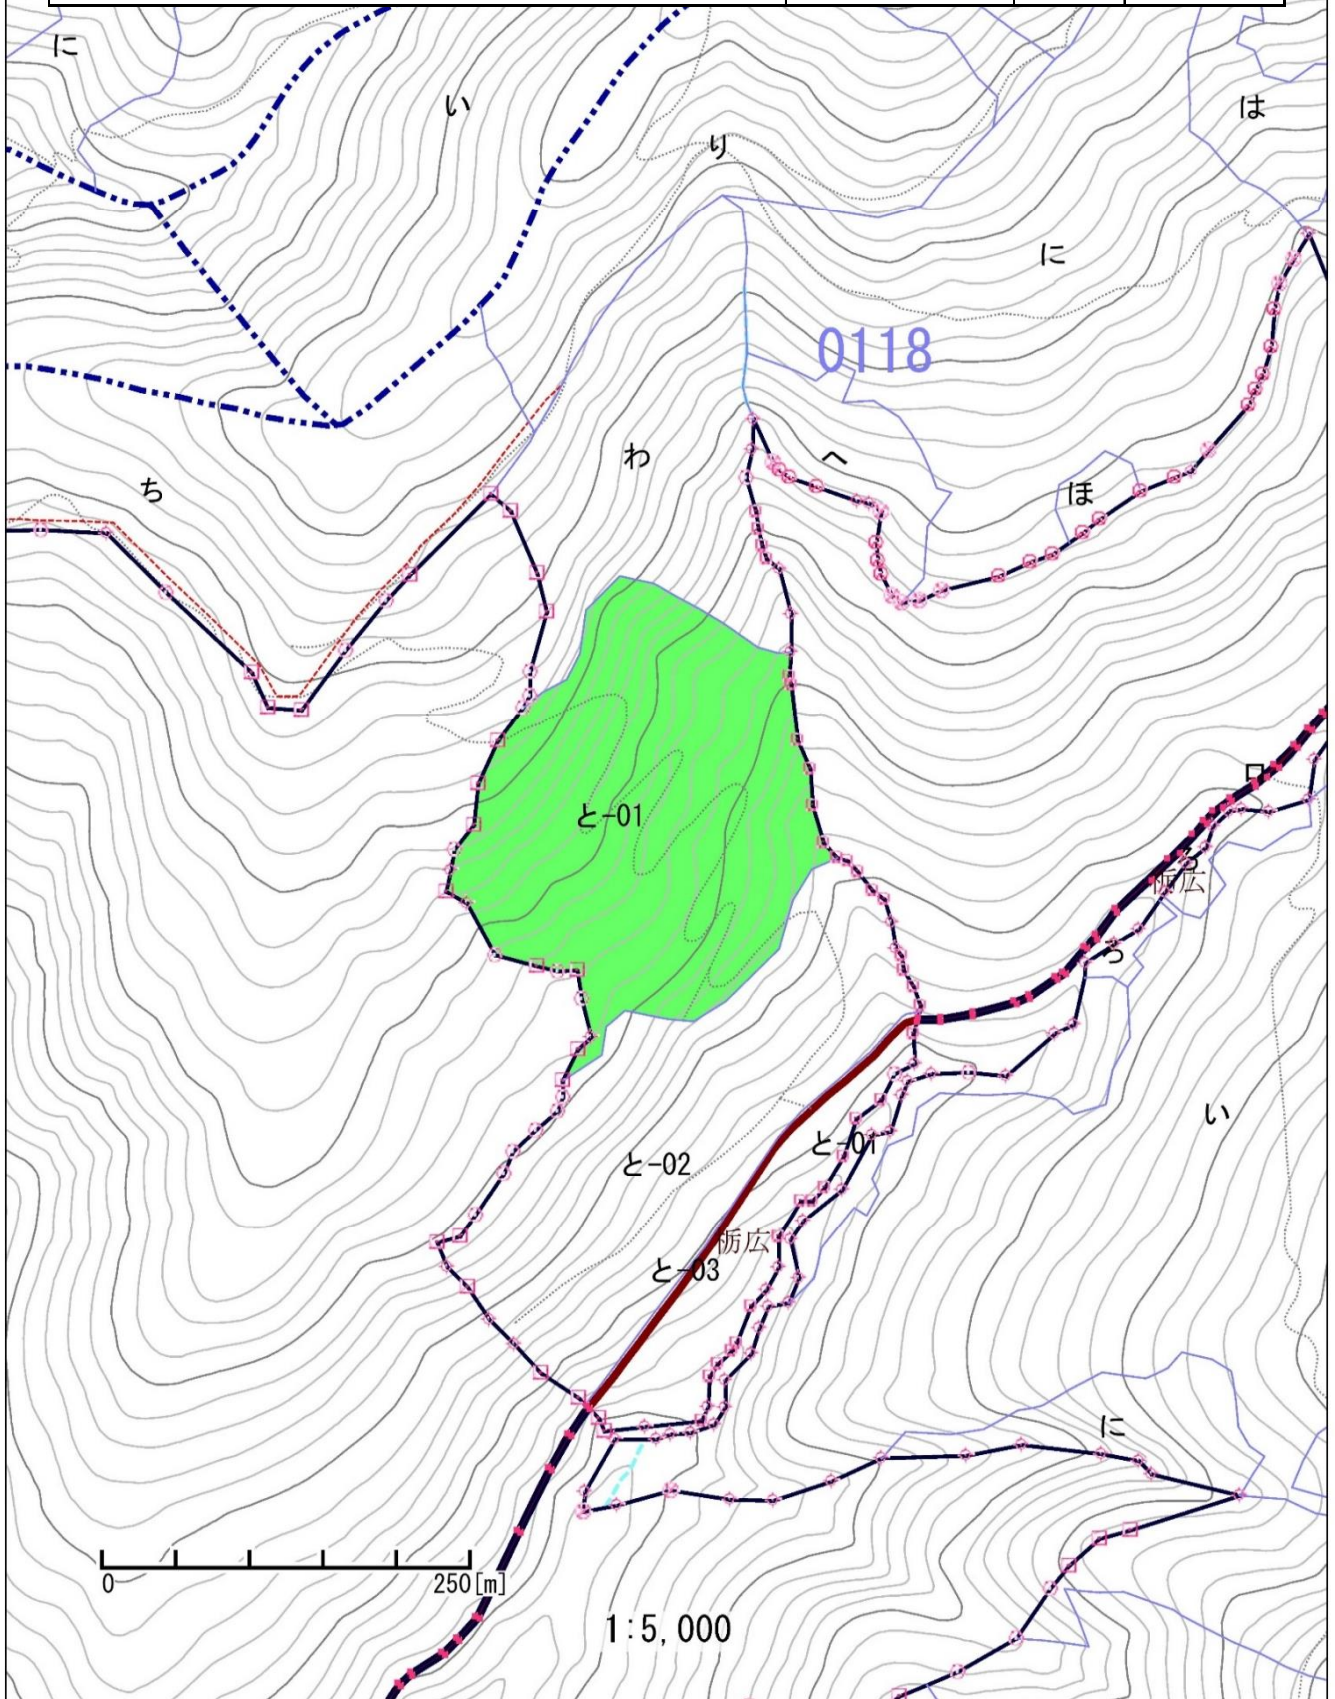 に
い
は
り
に
0118
わ
へ
ち
ほ
ロ
と-01
ろ
栃広
ろ
い
と-01
と-02
栃広
と-03
に
0
250[m]
1:5,000